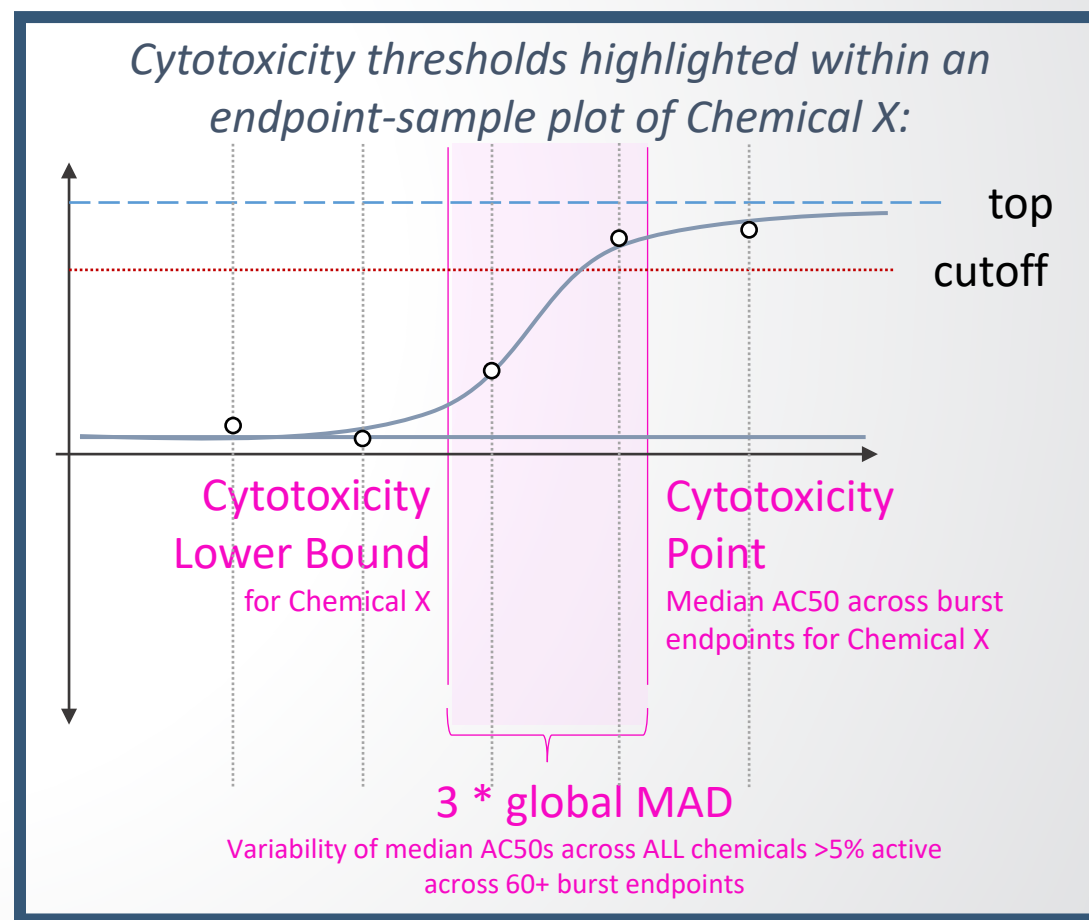 Cytotoxicity thresholds highlighted within an
endpoint-sample plot of Chemical X:
top
cutoff
Cytotoxicity
Lower Bound
for Chemical X
Cytotoxicity
Point
Median AC50 across burst
endpoints for Chemical X
3 * global MAD
Variability of median AC50s across ALL chemicals >5% active
across 60+ burst endpoints